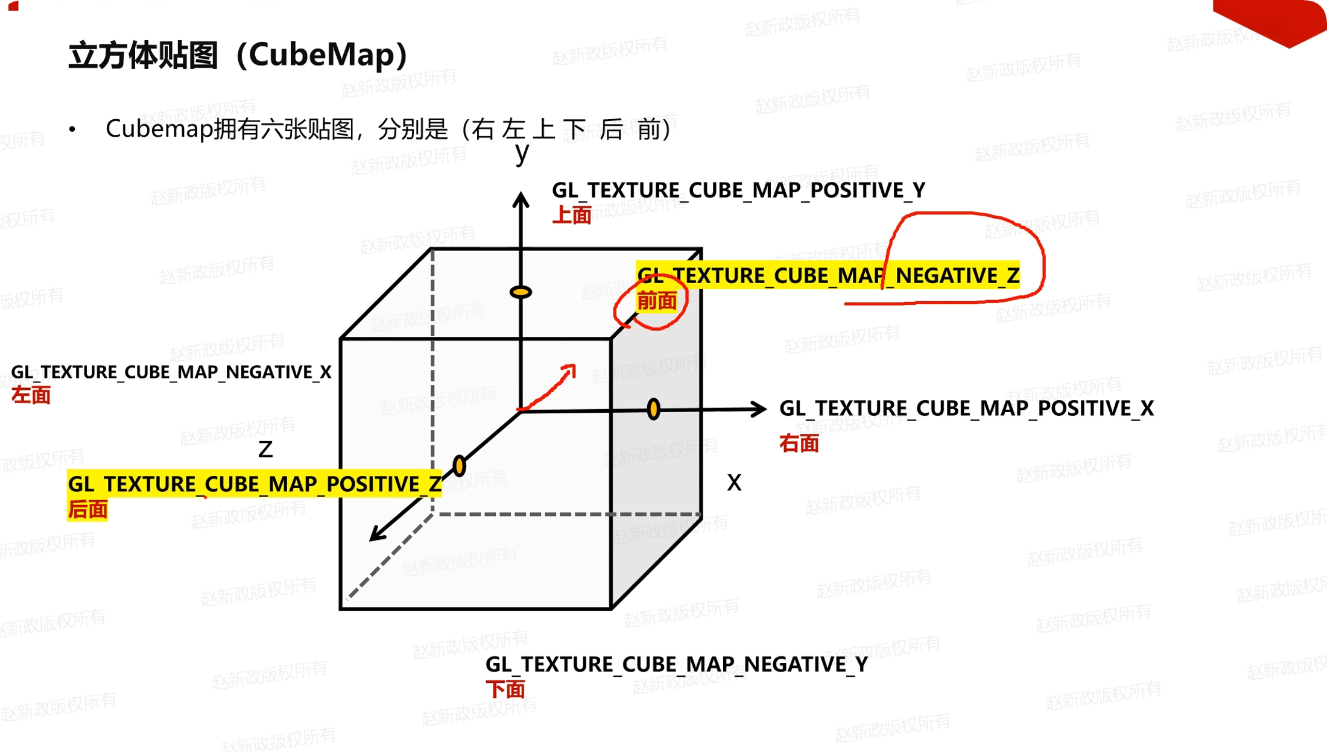 立方体贴图（CubeMap）
• Cubemap拥有六张贴图，分别是（右 左 上 下 后 前）
y
GL_TEXTURE_CUBE_MAP_POSITIVE_Y
上面
GL_TEXTURE_CUBE_MAP_NEGATIVE_Z
前面
GL_TEXTURE_CUBE_MAP_NEGATIVE_X
左面
GL_TEXTURE_CUBE_MAP_POSITIVE_X
右面
z
GL_TEXTURE_CUBE_MAP_POSITIVE_Z
后面
x
GL_TEXTURE_CUBE_MAP_NEGATIVE_Y
下面
赵新政版权所有